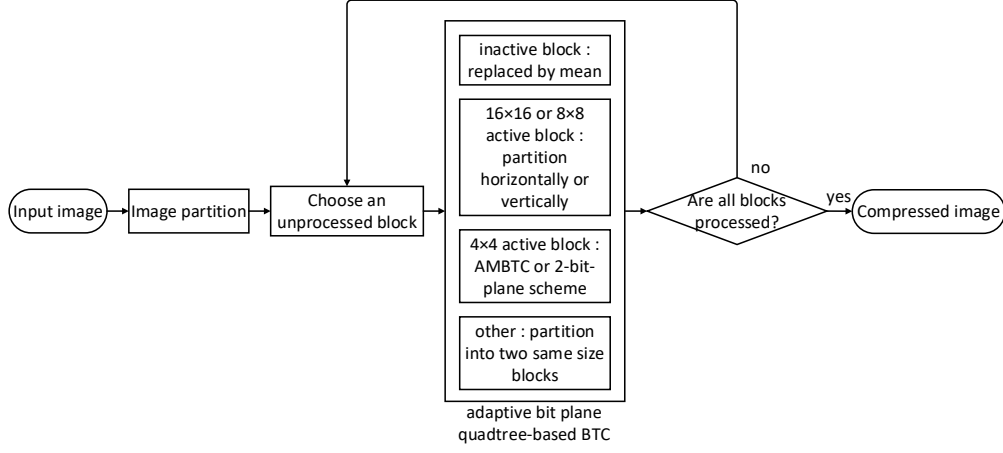 Input image
Image partition
Choose an
unprocessed block
inactive block :
replaced by mean
16×16 or 8×8
active block :
partition
horizontally or
vertically
4×4 active block :
AMBTC or 2-bit-
plane scheme
other : partition
into two same size
blocks
adaptive bit plane
quadtree-based BTC
no
Are all blocks
processed?
yes
Compressed image